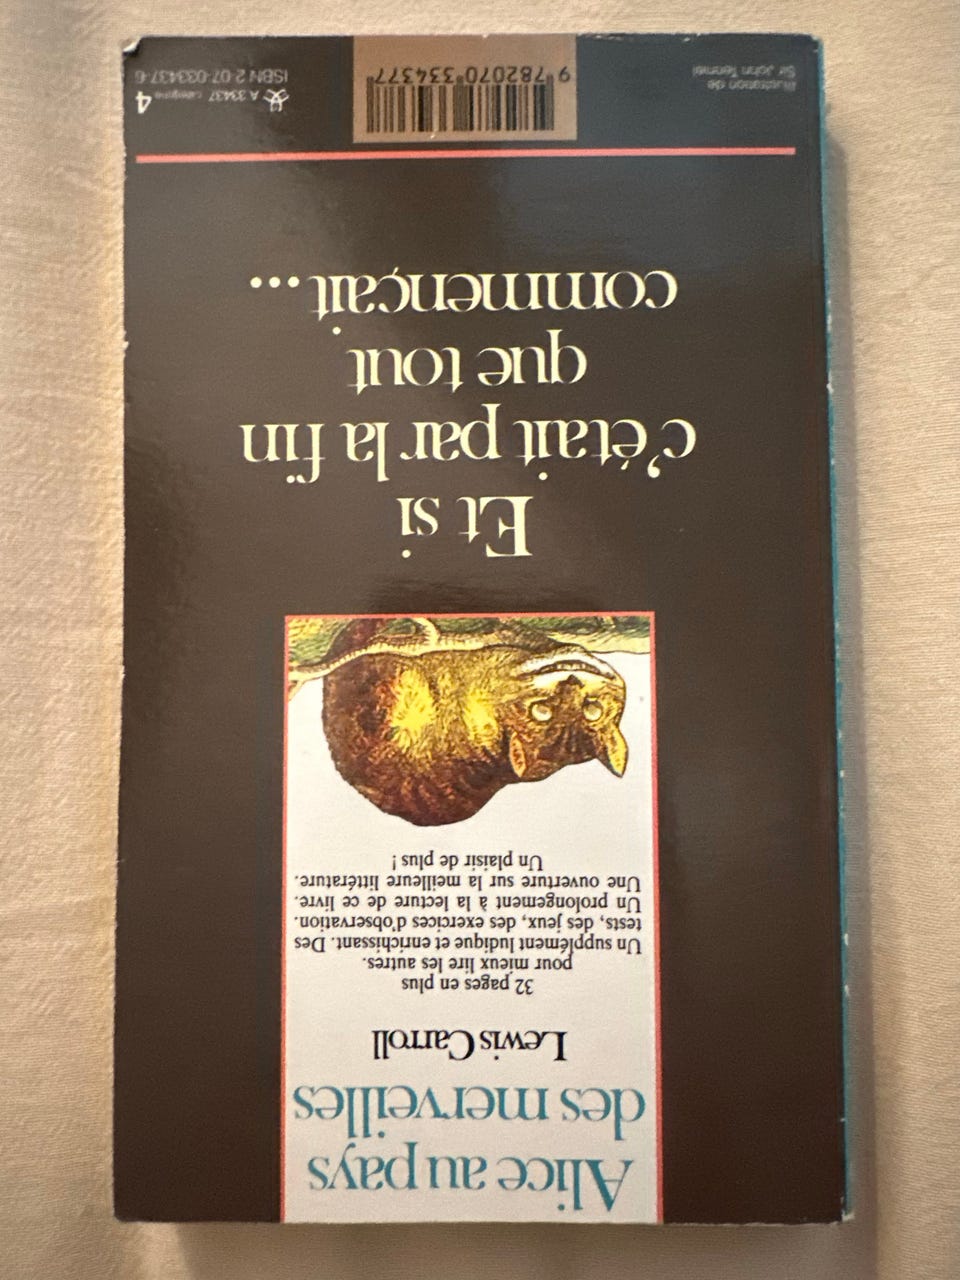 Alice au pays
des merveilles
Lewis Carroll
32 pages en plus
pour mieux lire les autres.
Un supplément ludique et enrichissant. Des
tests, des jeux, des exercices d'observation.
Un prolongement à la lecture de ce livre.
Une ouverture sur la meilleure littérature.
Un plaisir de plus !
Et si
c'était par la fin
que tout
commençait...
Illustration de
Sir John Tenniel
9 782070 334377
A 33437 catégorie 4
ISBN 2-07-033437-6